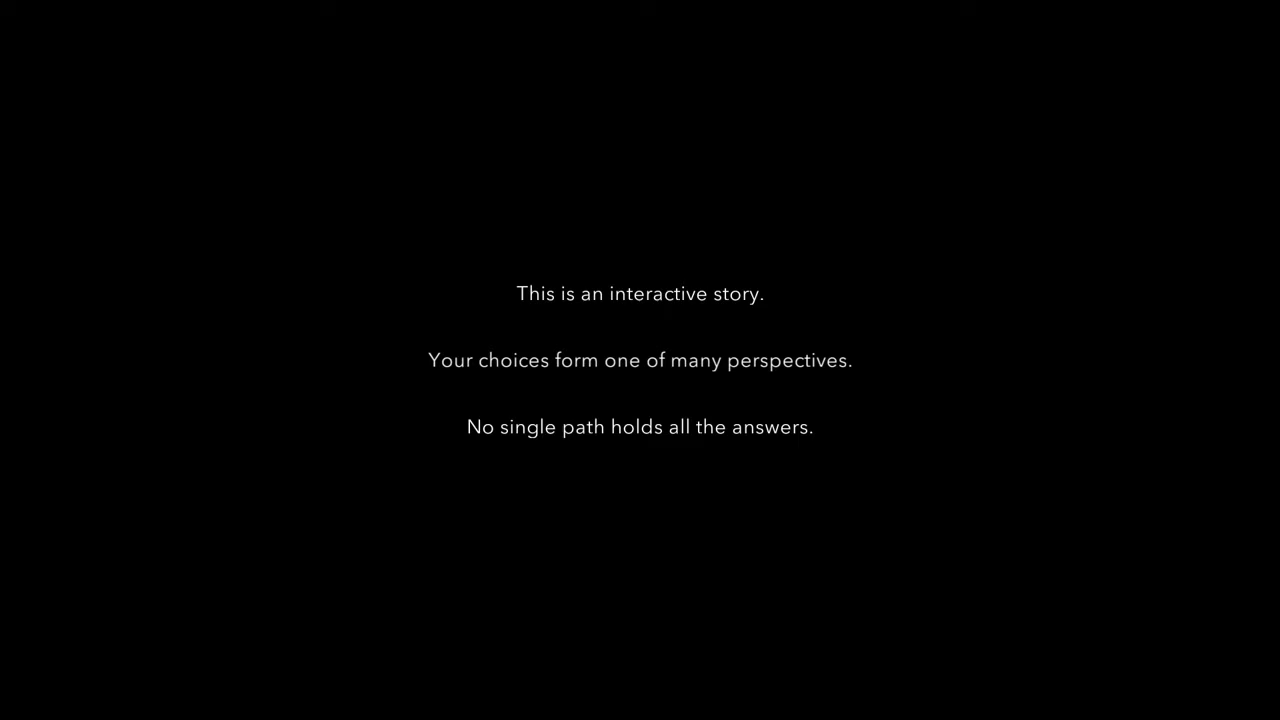 This is an interactive story.
Your choices form one of many perspectives.
No single path holds all the answers.